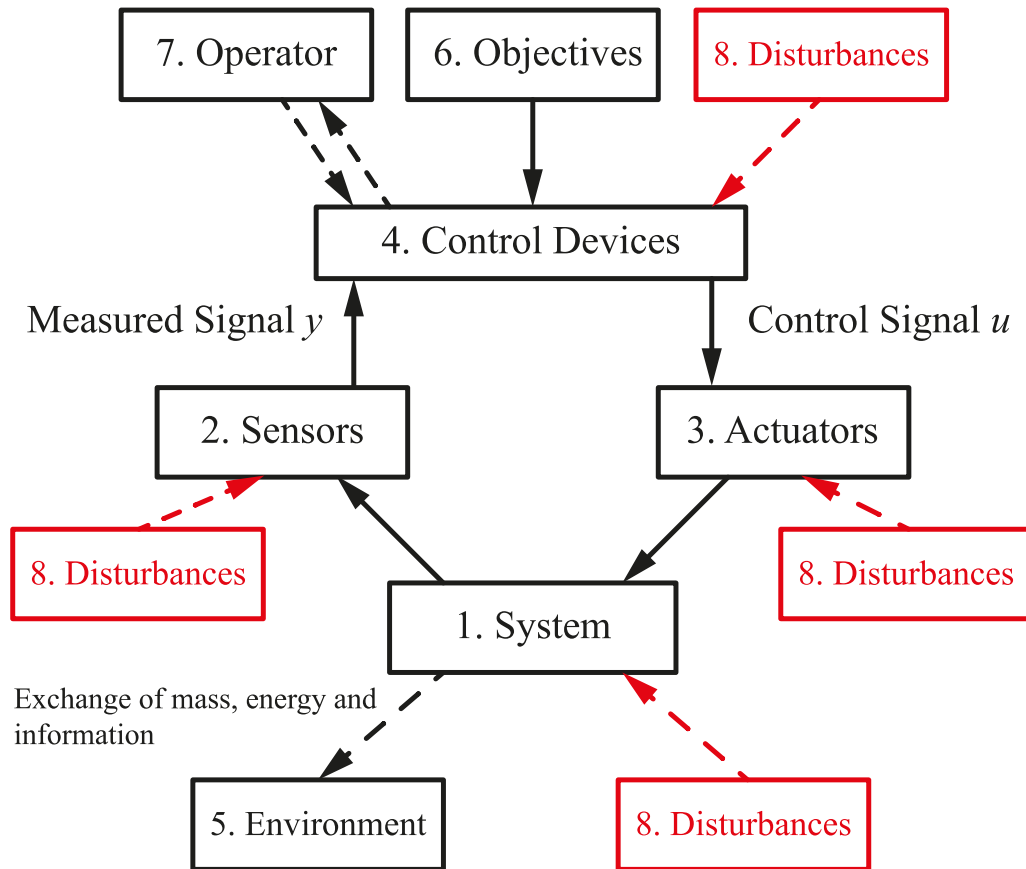 7. Operator
6. Objectives
8. Disturbances
4. Control Devices
Measured Signal y
Control Signal u
2. Sensors
3. Actuators
8. Disturbances
8. Disturbances
1. System
Exchange of mass, energy and
information
5. Environment
8. Disturbances